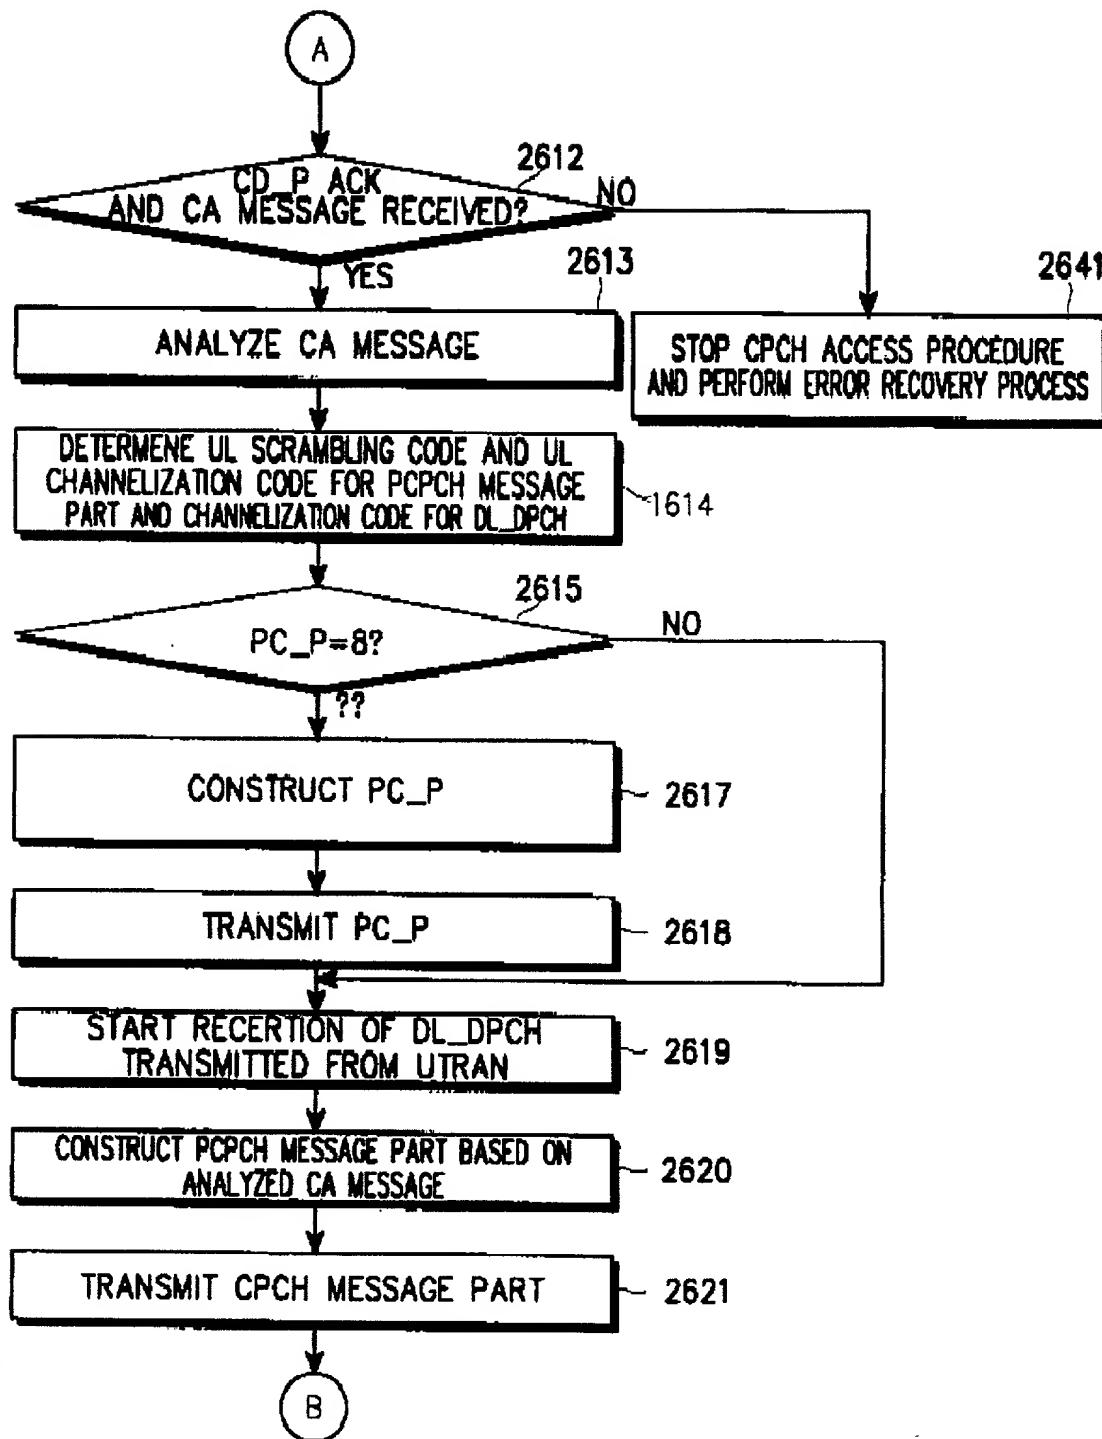 A
2612
CD_P ACK
AND CA MESSAGE RECEIVED?
NO
YES
2613
2641
ANALYZE CA MESSAGE
STOP CPCH ACCESS PROCEDURE
AND PERFORM ERROR RECOVERY PROCESS
DETERMENE UL SCRAMBLING CODE AND UL
CHANNELIZATION CODE FOR PCPCH MESSAGE
PART AND CHANNELIZATION CODE FOR DL_DPCH
1614
2615
PC_P=8?
NO
??
CONSTRUCT PC_P
2617
TRANSMIT PC_P
2618
START RECERTION OF DL_DPCH
TRANSMITTED FROM UTRAN
2619
CONSTRUCT PCPCH MESSAGE PART BASED ON
ANALYZED CA MESSAGE
2620
TRANSMIT CPCH MESSAGE PART
2621
B